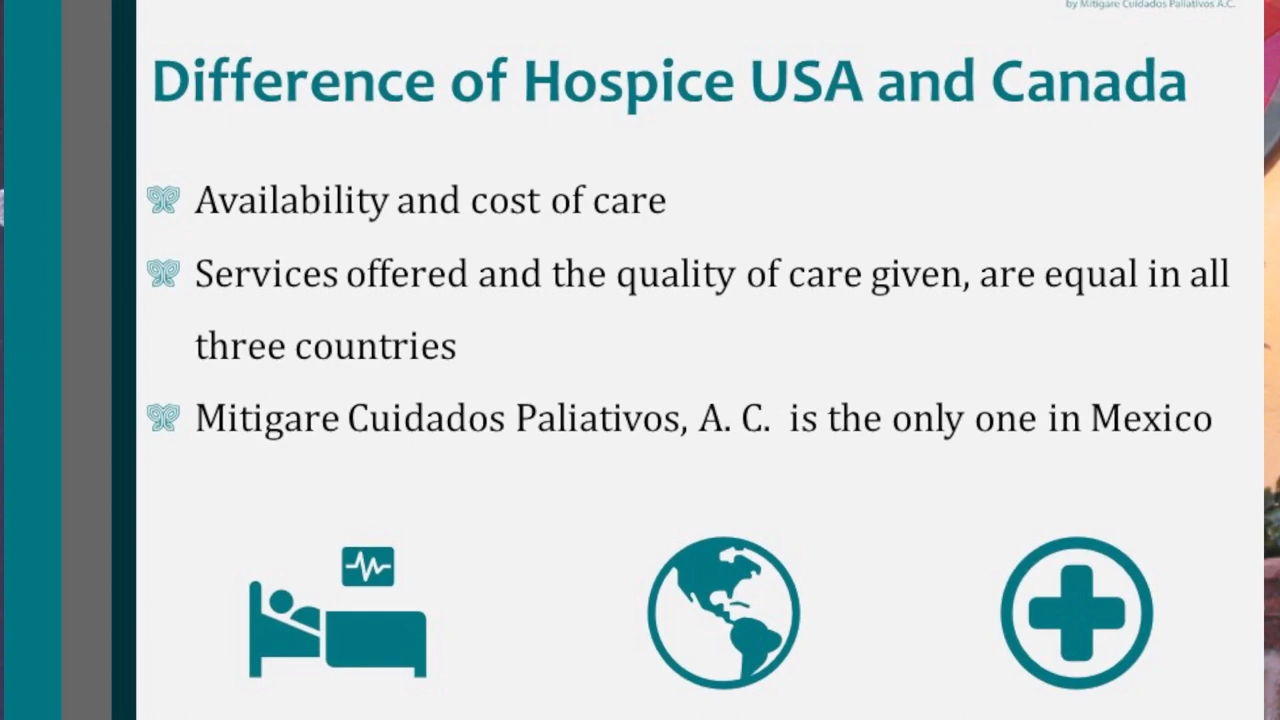 by Mitigare Cuidados Paliativos A.C.
Difference of Hospice USA and Canada
Availability and cost of care
Services offered and the quality of care given, are equal in all
three countries
Mitigare Cuidados Paliativos, A. C. is the only one in Mexico